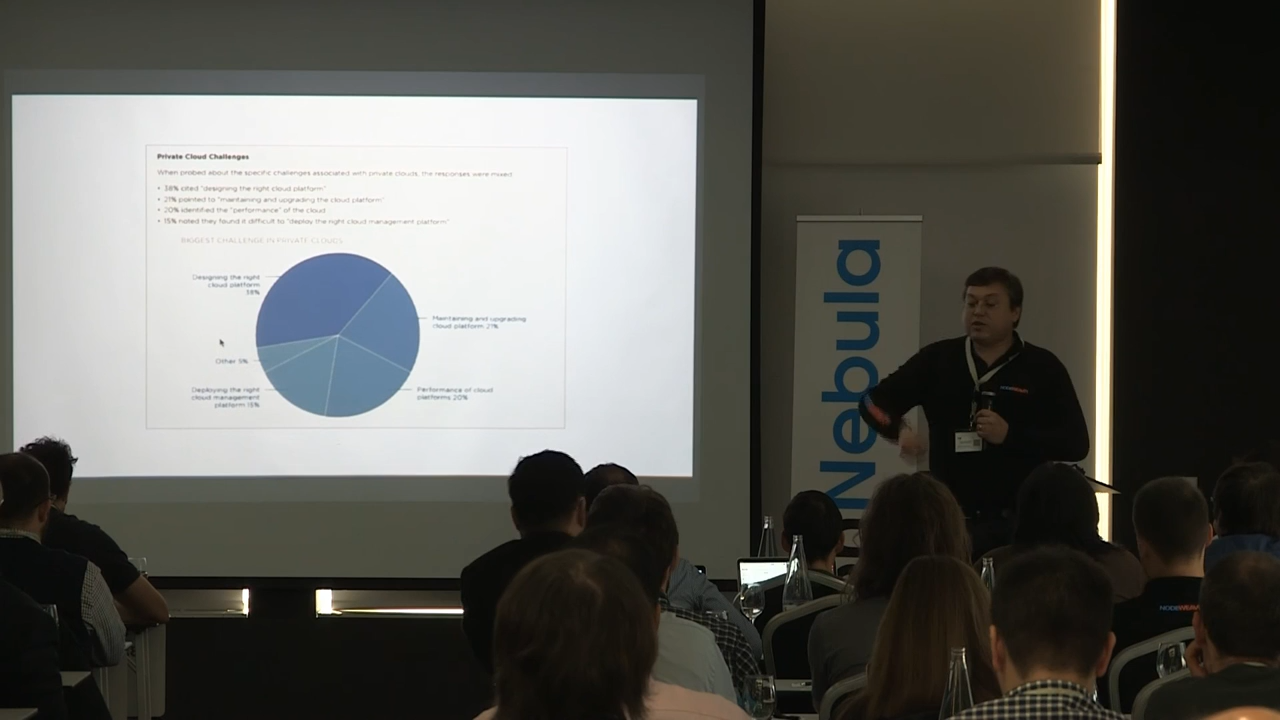 Private Cloud Challenges
When probed about the specific challenges associated with private clouds, the responses were mixed
• 38% cited "designing the right cloud platform"
• 21% pointed to "maintaining and upgrading the cloud platform"
• 20% identified the "performance" of the cloud
• 15% noted they found it difficult to "deploy the right cloud management platform"
BIGGEST CHALLENGE IN PRIVATE CLOUDS
Designing the right
cloud platform
38%
Maintaining and upgrading
cloud platform 21%
Other 5%
Deploying the right
cloud management
platform 15%
Performance of cloud
platforms 20%
Nebula
NODEWEAV